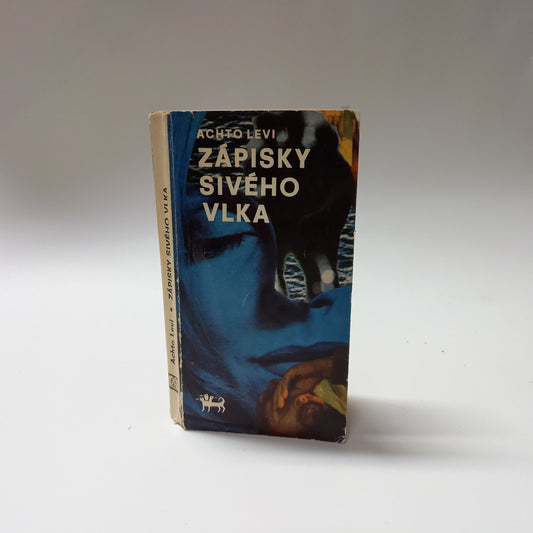 ACHTO LEVI
ZÁPISKY
SIVÉHO
VLKA
Achto Levi • ZÁPISKY SIVÉHO VLKA